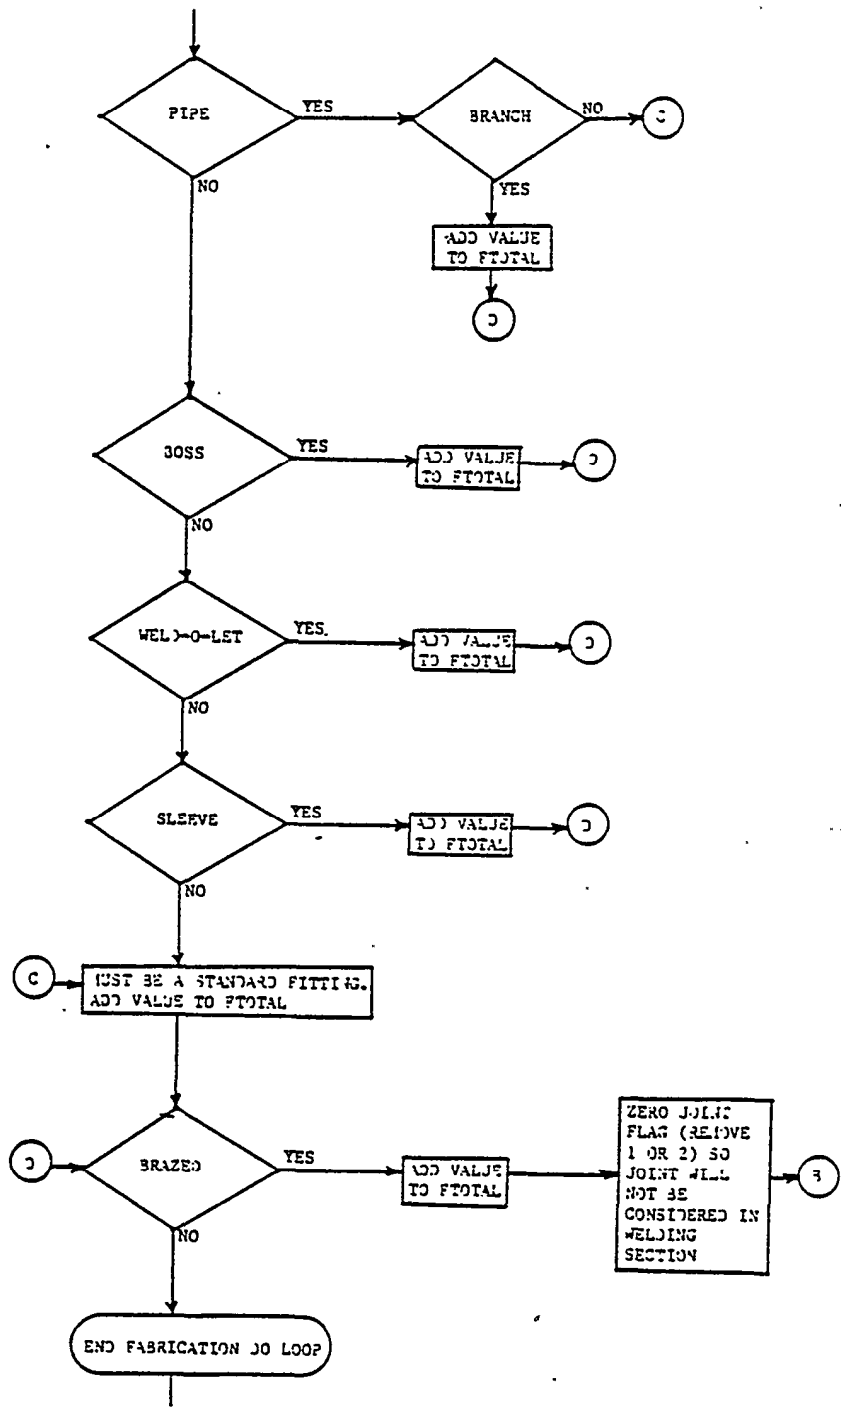 PIPE
YES
BRANCH
NO
C
NO
YES
ADD VALUE
TO FTOTAL
D
BOSS
YES
ADD VALUE
TO FTOTAL
D
NO
WELD-O-LET
YES
ADD VALUE
TO FTOTAL
D
NO
SLEEVE
YES
ADD VALUE
TO FTOTAL
D
NO
C
MUST BE A STANDARD FITTING.
ADD VALUE TO FTOTAL
D
BRAZED
YES
ADD VALUE
TO FTOTAL
ZERO JOINT
FLAG (REMOVE
1 OR 2) SO
JOINT WILL
NOT BE
CONSIDERED IN
WELDING
SECTION
B
NO
END FABRICATION DO LOOP